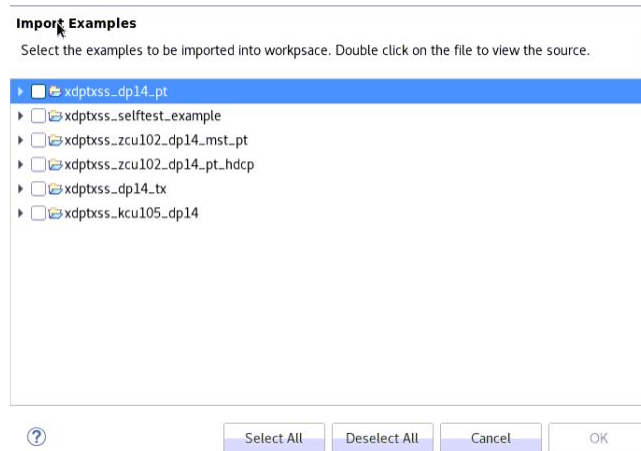 Import Examples
Select the examples to be imported into workpsace. Double click on the file to view the source.
xdptxss_dp14_pt
xdptxss_selftest_example
xdptxss_zcu102_dp14_mst_pt
xdptxss_zcu102_dp14_pt_hdcp
xdptxss_dp14_tx
xdptxss_kcu105_dp14
? Select All Deselect All Cancel OK